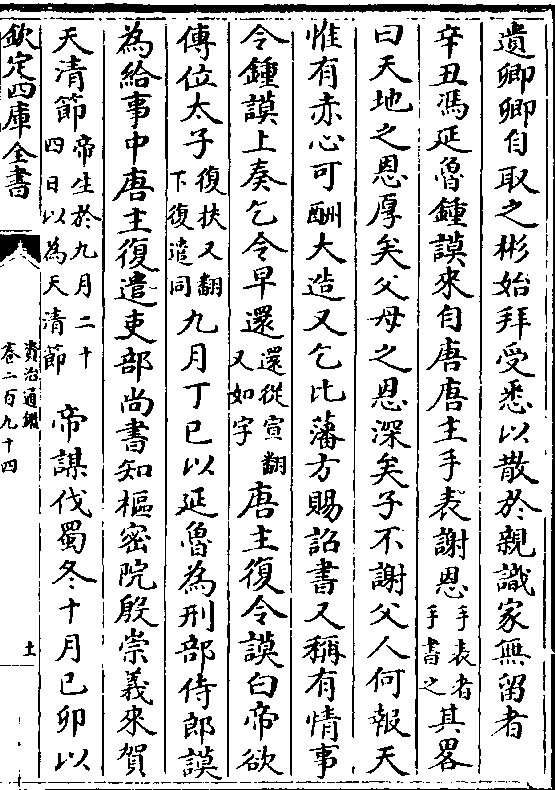 遺卿卿自取之彬始拜受悉以散於親識家無留者
辛丑馮延魯鍾謨來自唐唐主手表謝恩手表者手書之其畧
曰天地之恩厚矣父母之恩深矣子不謝父人何報天
惟有赤心可酬大造又乞比藩方賜詔書又稱有情事
令鍾謨上奏乞令早還還從宣翻又如字唐主復令謨白帝欲
傳位太子復扶又翻下復遣同九月丁巳以延魯為刑部侍郎謨
為給事中唐主復遣吏部尚書知樞密院殷崇義來賀
天清節帝生於九月二十四日以為天清節帝謀伐蜀冬十月己卯以
欽定四庫全書
資治通鑑
卷二百九十四
十一